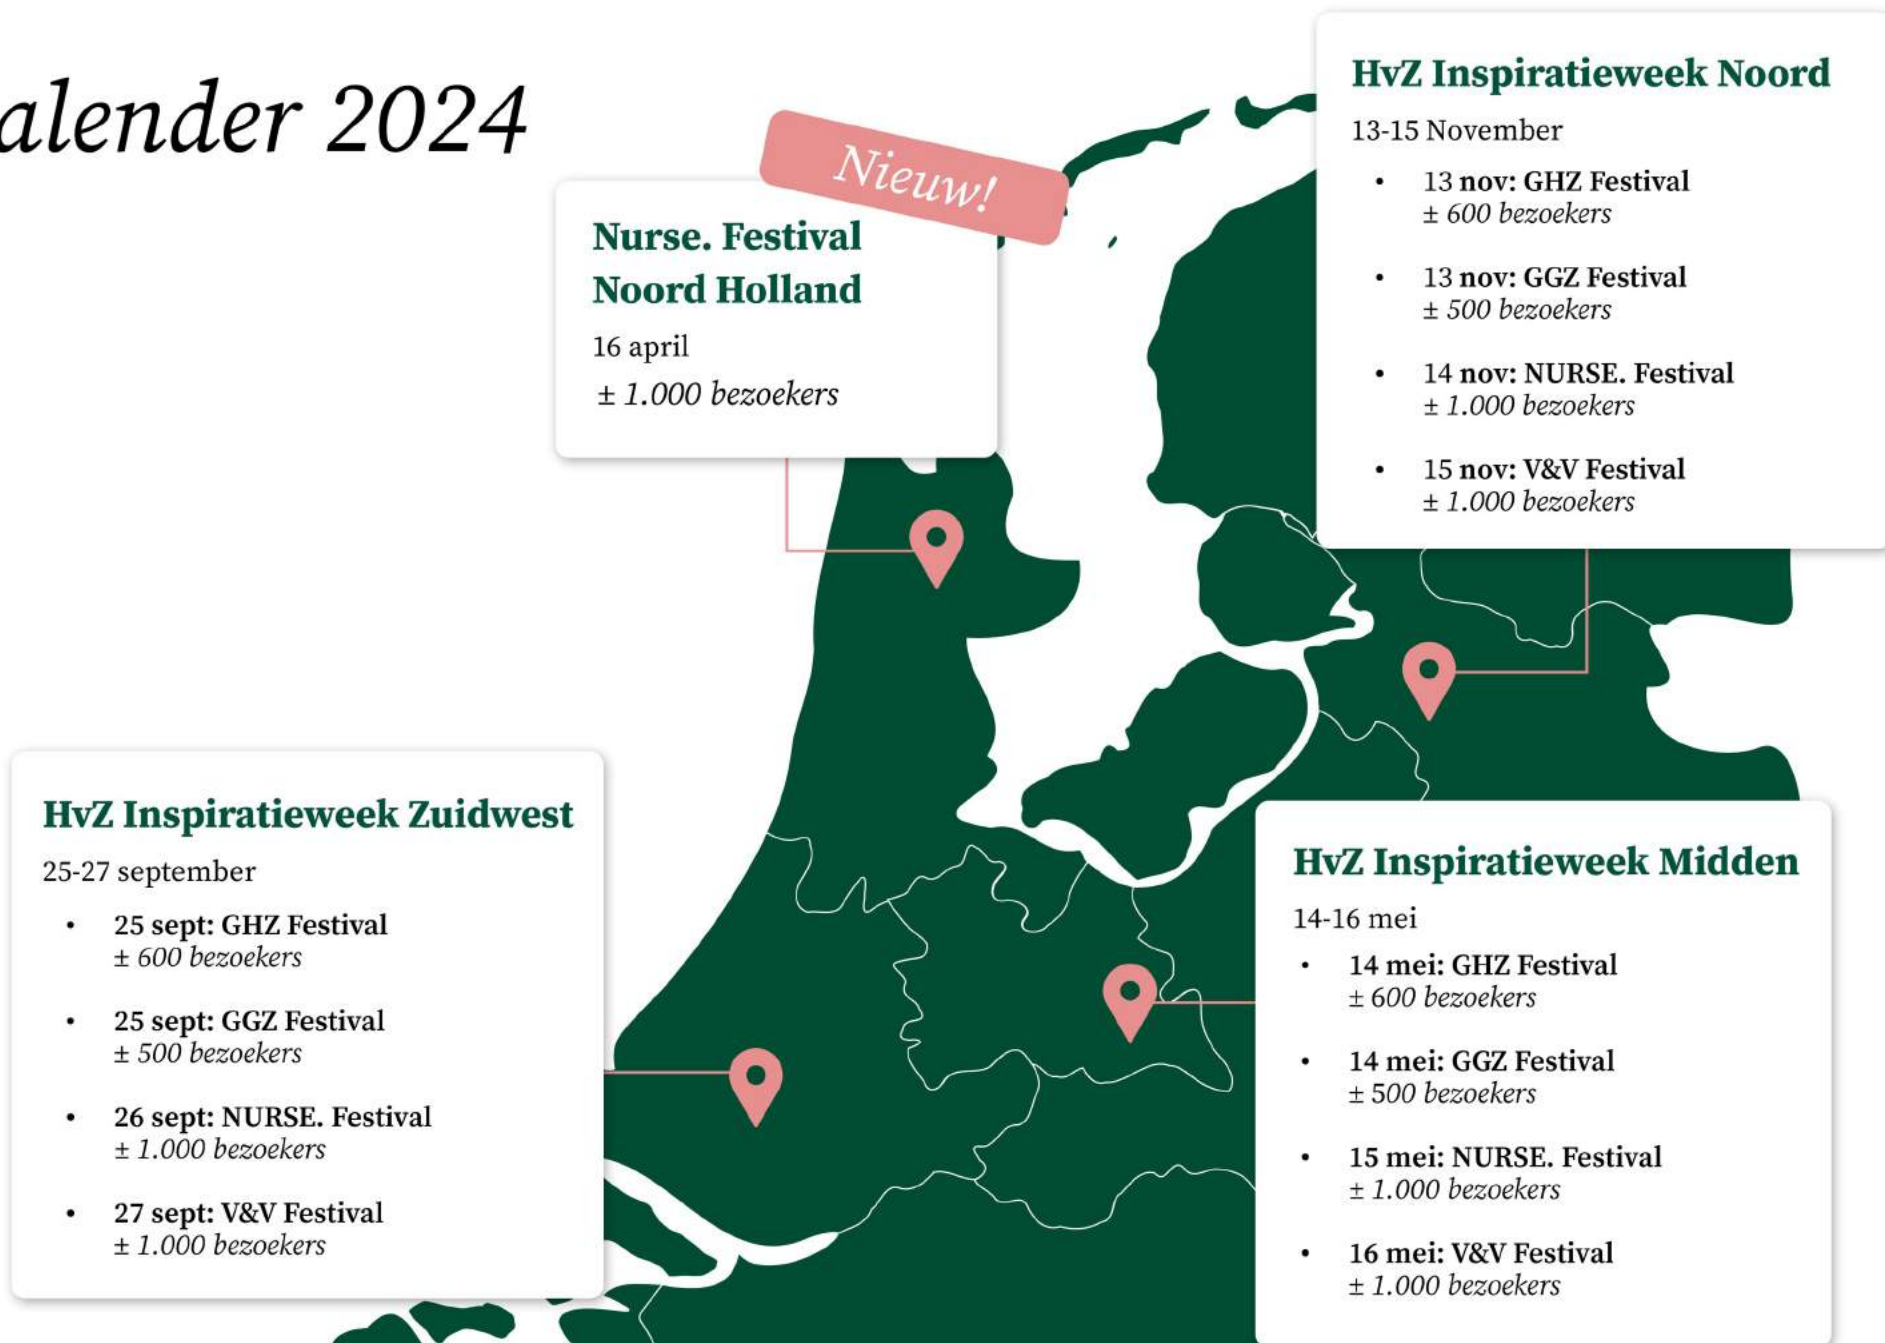 alender 2024
Nieuw!
Nurse. Festival
Noord Holland
16 april
± 1.000 bezoekers
HvZ Inspiratieweek Noord
13-15 November
• 13 nov: GHZ Festival
± 600 bezoekers
• 13 nov: GGZ Festival
± 500 bezoekers
• 14 nov: NURSE. Festival
± 1.000 bezoekers
• 15 nov: V&V Festival
± 1.000 bezoekers
HvZ Inspiratieweek Zuidwest
25-27 september
• 25 sept: GHZ Festival
± 600 bezoekers
• 25 sept: GGZ Festival
± 500 bezoekers
• 26 sept: NURSE. Festival
± 1.000 bezoekers
• 27 sept: V&V Festival
± 1.000 bezoekers
HvZ Inspiratieweek Midden
14-16 mei
• 14 mei: GHZ Festival
± 600 bezoekers
• 14 mei: GGZ Festival
± 500 bezoekers
• 15 mei: NURSE. Festival
± 1.000 bezoekers
• 16 mei: V&V Festival
± 1.000 bezoekers